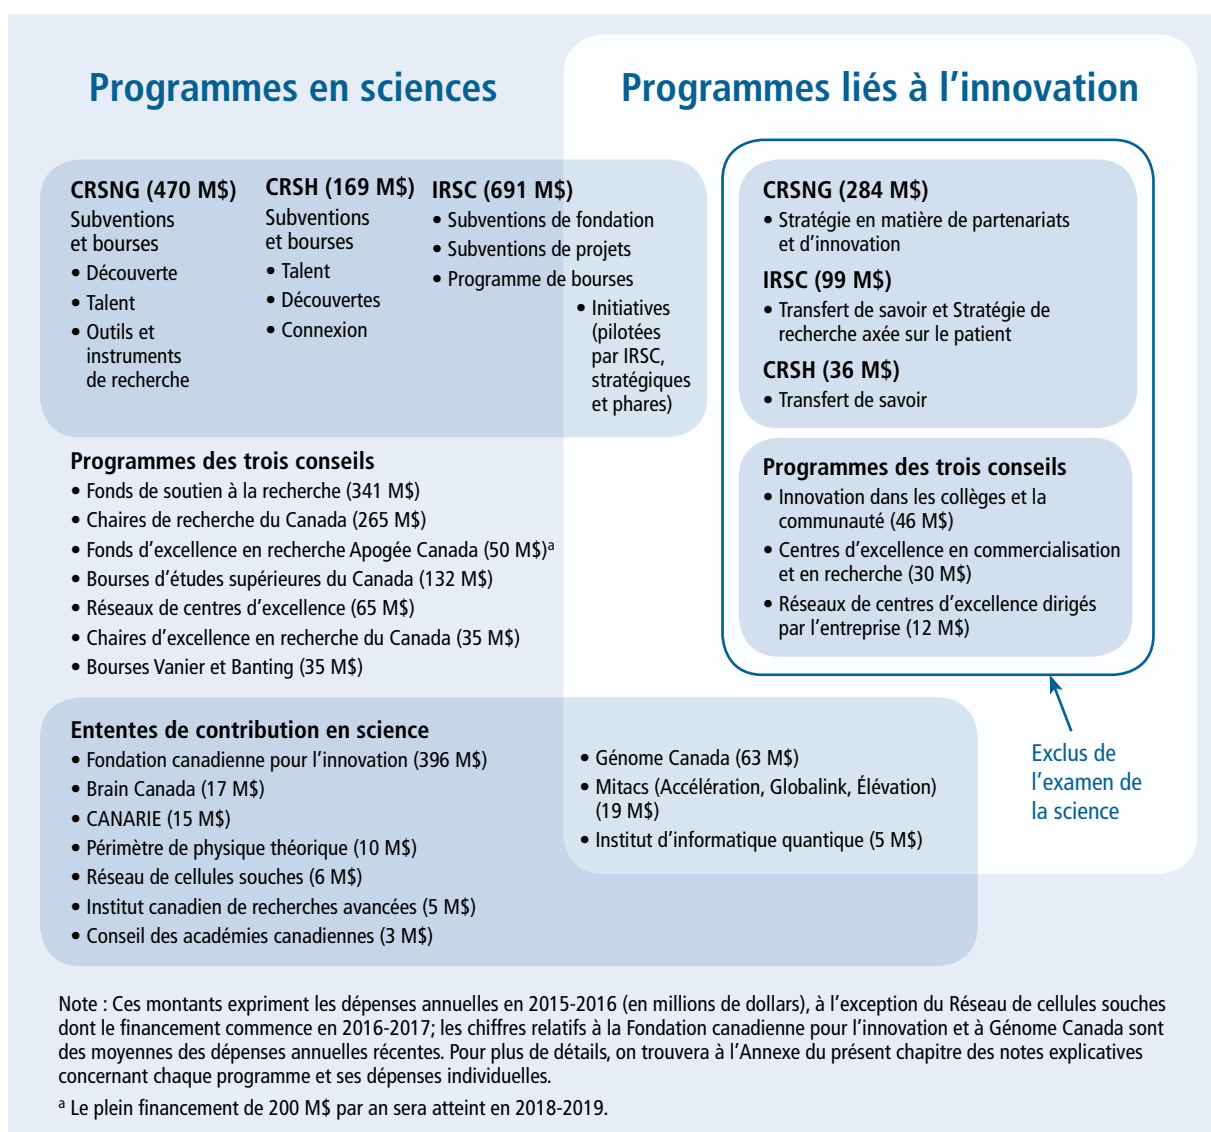 Programmes en sciences
Programmes liés à l’innovation
CRSNG (470 M$)
Subventions
et bourses
• Découverte
• Talent
• Outils et
instruments
de recherche
CRSH (169 M$)
Subventions
et bourses
• Talent
• Découvertes
• Connexion
IRSC (691 M$)
• Subventions de fondation
• Subventions de projets
• Programme de bourses
• Initiatives
(pilotées
par IRSC,
stratégiques
et phares)
CRSNG (284 M$)
• Stratégie en matière de partenariats
et d’innovation
IRSC (99 M$)
• Transfert de savoir et Stratégie de
recherche axée sur le patient
CRSH (36 M$)
• Transfert de savoir
Programmes des trois conseils
• Fonds de soutien à la recherche (341 M$)
• Chaires de recherche du Canada (265 M$)
• Fonds d’excellence en recherche Apogée Canada (50 M$)ᵃ
• Bourses d’études supérieures du Canada (132 M$)
• Réseaux de centres d’excellence (65 M$)
• Chaires d’excellence en recherche du Canada (35 M$)
• Bourses Vanier et Banting (35 M$)
Programmes des trois conseils
• Innovation dans les collèges et la
communauté (46 M$)
• Centres d’excellence en commercialisation
et en recherche (30 M$)
• Réseaux de centres d’excellence dirigés
par l’entreprise (12 M$)
Exclus de
l’examen de
la science
Ententes de contribution en science
• Fondation canadienne pour l’innovation (396 M$)
• Brain Canada (17 M$)
• CANARIE (15 M$)
• Périmètre de physique théorique (10 M$)
• Réseau de cellules souches (6 M$)
• Institut canadien de recherches avancées (5 M$)
• Conseil des académies canadiennes (3 M$)
• Génome Canada (63 M$)
• Mitacs (Accélération, Globalink, Élévation)
(19 M$)
• Institut d’informatique quantique (5 M$)
Note : Ces montants expriment les dépenses annuelles en 2015-2016 (en millions de dollars), à l’exception du Réseau de cellules souches
dont le financement commence en 2016-2017; les chiffres relatifs à la Fondation canadienne pour l’innovation et à Génome Canada sont
des moyennes des dépenses annuelles récentes. Pour plus de détails, on trouvera à l’Annexe du présent chapitre des notes explicatives
concernant chaque programme et ses dépenses individuelles.
ᵃ Le plein financement de 200 M$ par an sera atteint en 2018-2019.